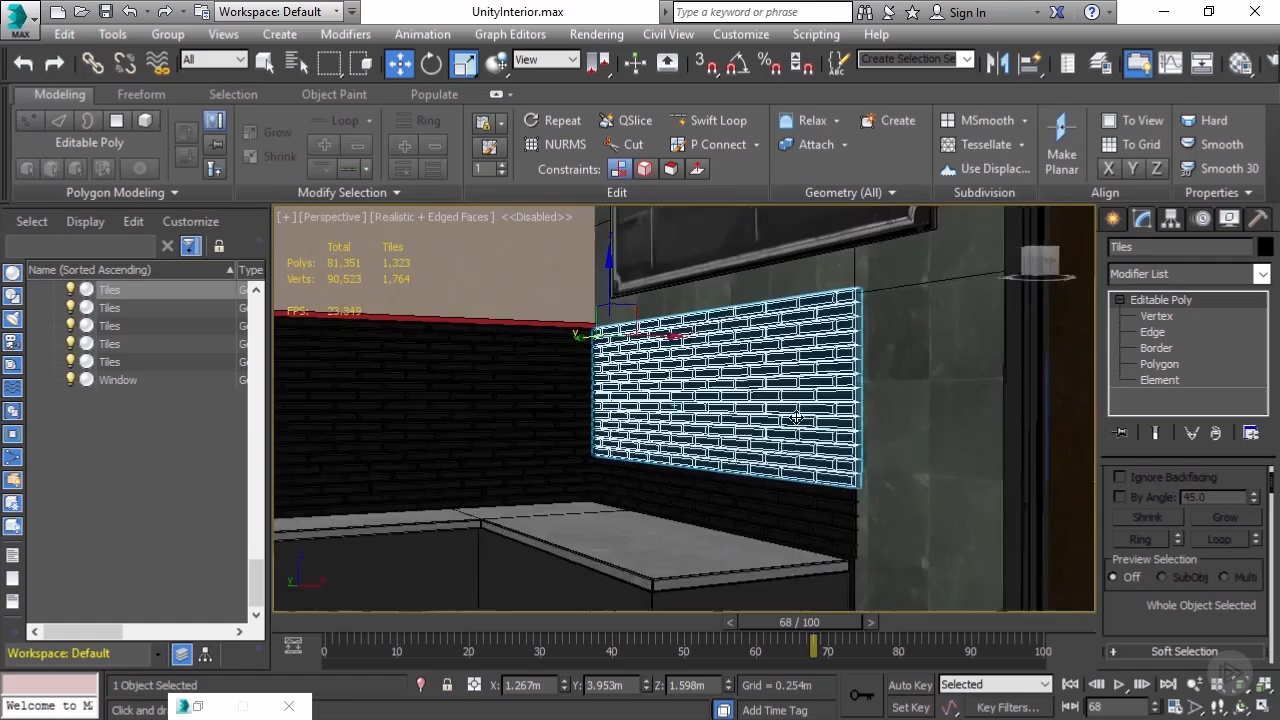 Workspace: Default
UnityInterior.max
Type a keyword or phrase
Sign In
MAX
Edit Tools Group Views Create Modifiers Animation Graph Editors Rendering Civil View Customize Scripting Help
All
View
Create Selection Se
Modeling Freeform Selection Object Paint Populate
Editable Poly
Polygon Modeling
Loop
Ring
Grow
Shrink
Modify Selection
1
Repeat QSlice Swift Loop
NURMS Cut P Connect
Constraints:
Edit
Relax Create
Attach
Geometry (All)
MSmooth
Tessellate
Use Displac...
Subdivision
Make
Planar
To View
To Grid
X Y Z
Align
Hard
Smooth
Smooth 30
Properties
Select Display Edit Customize
Name (Sorted Ascending) Type
Tiles
Tiles
Tiles
Tiles
Tiles
Window
Workspace: Default
[+] [Perspective] [Realistic + Edged Faces] <<Disabled>>
Total Tiles
Polys: 81,351 1,323
Verts: 90,523 1,764
FPS: 23.349
Tiles
Modifier List
Editable Poly
Vertex
Edge
Border
Polygon
Element
Ignore Backfacing
By Angle: 45.0
Shrink Grow
Ring Loop
Preview Selection
Off SubObj Multi
Whole Object Selected
+ Soft Selection
< 68 / 100 >
0 10 20 30 40 50 60 70 80 90 100
1 Object Selected
X: 1.267m Y: 3.953m Z: 1.598m Grid = 0.254m
Auto Key Selected
Welcome to M
Click and dr
Add Time Tag
Set Key Key Filters... 68